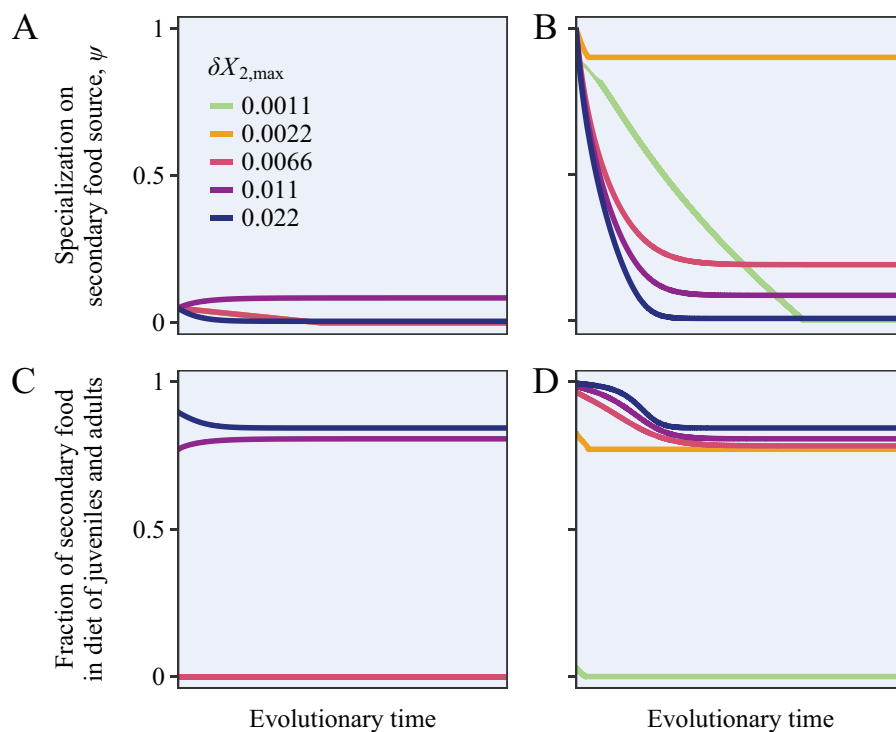 A
B
1
0.5
0
Specialization on
secondary food source, ψ
δX2,max
0.0011
0.0022
0.0066
0.011
0.022
C
D
1
0.5
0
Fraction of secondary food
in diet of juveniles and adults
Evolutionary time
Evolutionary time